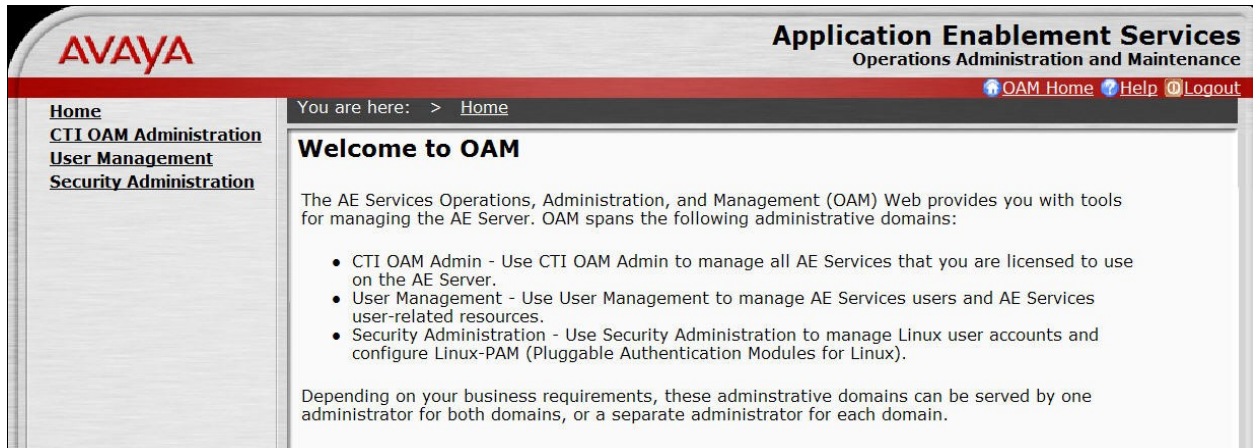 AVAYA
Application Enablement Services
Operations Administration and Maintenance
OAM Home Help Logout
Home
CTI OAM Administration
User Management
Security Administration
You are here: > Home
Welcome to OAM
The AE Services Operations, Administration, and Management (OAM) Web provides you with tools
for managing the AE Server. OAM spans the following administrative domains:
• CTI OAM Admin - Use CTI OAM Admin to manage all AE Services that you are licensed to use
on the AE Server.
• User Management - Use User Management to manage AE Services users and AE Services
user-related resources.
• Security Administration - Use Security Administration to manage Linux user accounts and
configure Linux-PAM (Pluggable Authentication Modules for Linux).
Depending on your business requirements, these adminstrative domains can be served by one
administrator for both domains, or a separate administrator for each domain.